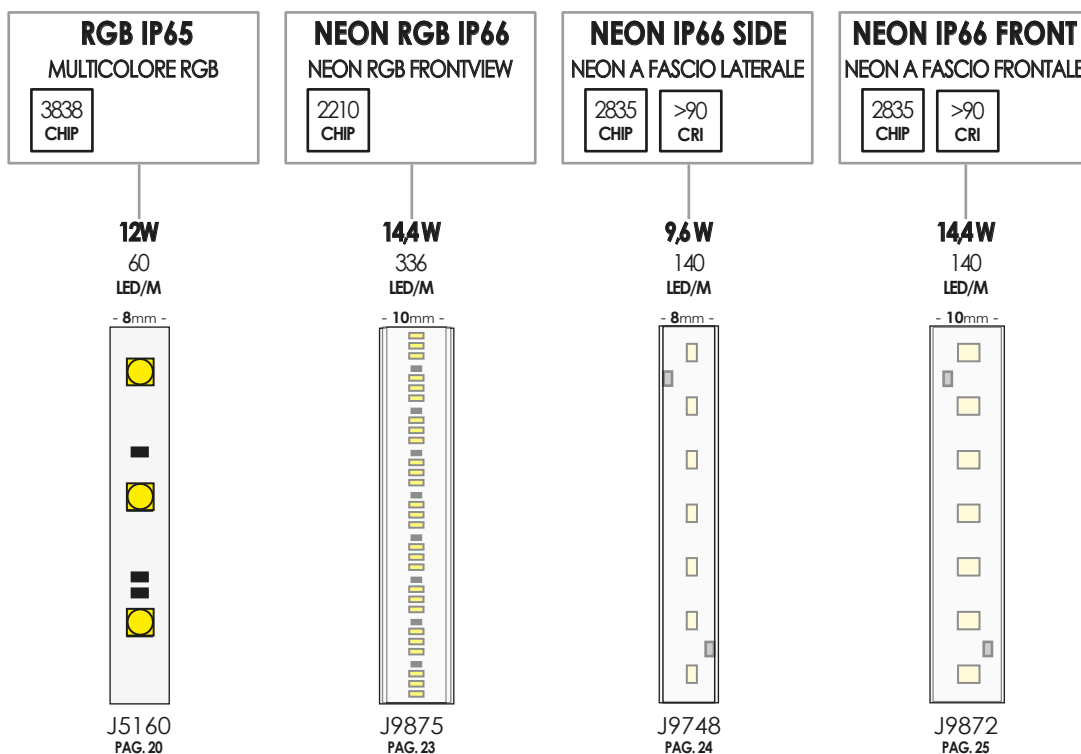 RGB IP65
MULTICOLORE RGB
3838
CHIP
12W
60
LED/M
- 8mm -
J5160
PAG. 20
NEON RGB IP66
NEON RGB FRONTVIEW
2210
CHIP
14,4 W
336
LED/M
- 10mm -
J9875
PAG. 23
NEON IP66 SIDE
NEON A FASCIO LATERALE
2835
CHIP
>90
CRI
9,6 W
140
LED/M
- 8mm -
J9748
PAG. 24
NEON IP66 FRONT
NEON A FASCIO FRONTALE
2835
CHIP
>90
CRI
14,4 W
140
LED/M
- 10mm -
J9872
PAG. 25